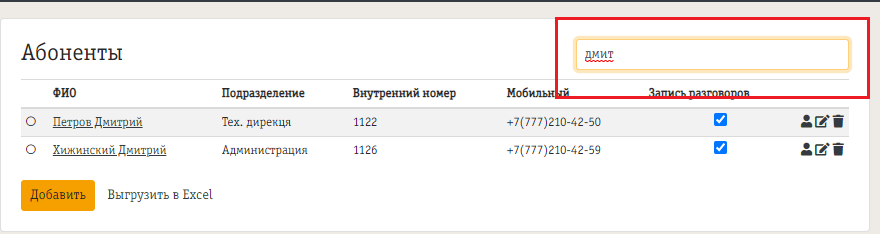 Абоненты
дмит
ФИО Подразделение Внутренний номер Мобильный Запись разговоров
Петров Дмитрий Тех. дирекця 1122 +7(777)210-42-50
Хижинский Дмитрий Администрация 1126 +7(777)210-42-59
Добавить Выгрузить в Excel